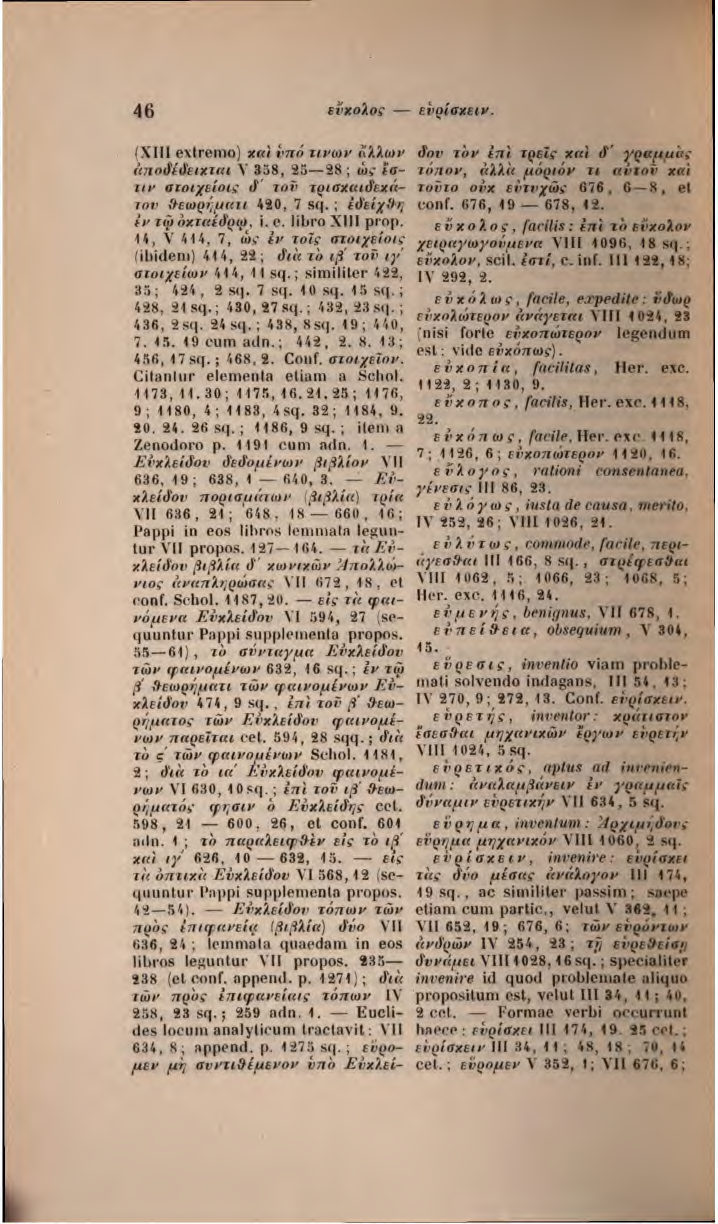 46 εὔκολος — εὑρίσκειν.
(XIII extremo) καὶ ὑπό τινων ἄλλων
ἀποδέδεικται V 358, 25—28; ὡς ἔσ-
τιν στοιχείοις δ' τοῦ τρισκαιδεκά-
του θεωρήματι 420, 7 sq.; ἐδείχθη
ἐν τῷ ὀκταέδρῳ, i. e. libro XIII prop.
14, V 414, 7, ὡς ἐν τοῖς στοιχείοις
(ibidem) 414, 22; διὰ τὸ ιβ' τοῦ ιγ'
στοιχείων 414, 11 sq.; similiter 422,
35; 424, 2 sq. 7 sq. 10 sq. 15 sq.;
428, 21 sq.; 430, 27 sq.; 432, 23 sq.;
436, 2 sq. 24 sq.; 438, 8 sq. 19; 440,
7. 15. 19 cum adn.; 442, 2. 8. 13;
456, 17 sq.; 468, 2. Conf. στοιχεῖον.
Citantur elementa etiam a Schol.
1173, 11. 30; 1175, 16. 21. 25; 1176,
9; 1180, 4; 1183, 4 sq. 32; 1184, 9.
20. 24. 26 sq.; 1186, 9 sq.; item a
Zenodoro p. 1191 cum adn. 1. —
Εὐκλείδου δεδομένων βιβλίον VII
636, 19; 638, 1 — 640, 3. — Εὐ-
κλείδου πορισμάτων (βιβλία) τρία
VII 636, 21; 648, 18 — 660, 16;
Pappi in eos libros lemmata legun-
tur VII propos. 127—164. — τὰ Εὐ-
κλείδου βιβλία δ' κωνικῶν Ἀπολλώ-
νιος ἀναπληρώσας VII 672, 18, et
conf. Schol. 1187, 20. — εἰς τὰ φαι-
νόμενα Εὐκλείδου VI 594, 27 (se-
quuntur Pappi supplementa propos.
55—61), τὸ σύνταγμα Εὐκλείδου
τῶν φαινομένων 632, 16 sq.; ἐν τῷ
β' θεωρήματι τῶν φαινομένων Εὐ-
κλείδου 474, 9 sq., ἐπὶ τοῦ β' θεω-
ρήματος τῶν Εὐκλείδου φαινομέ-
νων παρεῖται cet. 594, 28 sqq.; διὰ
τὸ ς' τῶν φαινομένων Schol. 1181,
2; διὰ τὸ ια' Εὐκλείδου φαινομέ-
νων VI 630, 10 sq.; ἐπὶ τοῦ ιβ' θεω-
ρήματός φησιν ὁ Εὐκλείδης cet.
598, 21 — 600, 26, et conf. 601
adn. 1; τὸ παραλειφθὲν εἰς τὸ ιβ'
καὶ ιγ' 626, 10 — 632, 15. — εἰς
τὰ ὀπτικὰ Εὐκλείδου VI 568, 12 (se-
quuntur Pappi supplementa propos.
42—54). — Εὐκλείδου τόπων τῶν
πρὸς ἐπιφανείᾳ (βιβλία) δύο VII
636, 24; lemmata quaedam in eos
libros leguntur VII propos. 235—
238 (et conf. append. p. 1271); διὰ
τῶν πρὸς ἐπιφανείαις τόπων IV
258, 23 sq.; 259 adn. 1. — Eucli-
des locum analyticum tractavit: VII
634, 8; append. p. 1275 sq.; εὕρο-
μεν μὴ συντιθέμενον ὑπὸ Εὐκλεί-
δου τὸν ἐπὶ τρεῖς καὶ δ' γραμμὰς
τόπον, ἀλλὰ μόριόν τι αὐτοῦ καὶ
τοῦτο οὐκ εὐτυχῶς 676, 6—8, et
conf. 676, 19 — 678, 12.
εὔκολος, facilis: ἐπὶ τὸ εὔκολον
χειραγωγούμενα VIII 1096, 18 sq.;
εὔκολον, scil. ἐστί, c. inf. III 122, 18;
IV 292, 2.
εὐκόλως, facile, expedite: ὕδωρ
εὐκολώτερον ἀνάγεται VIII 1024, 23
(nisi forte εὐκοπώτερον legendum
est: vide εὐκόπως).
εὐκοπία, facilitas, Her. exc.
1122, 2; 1130, 9.
εὔκοπος, facilis, Her. exc. 1118,
22.
εὐκόπως, facile, Her. exc. 1118,
7; 1126, 6; εὐκοπώτερον 1120, 16.
εὔλογος, rationi consentanea,
γένεσις III 86, 23.
εὐλόγως, iusta de causa, merito,
IV 252, 26; VIII 1026, 21.
εὐλύτως, commode, facile, περι-
άγεσθαι III 166, 8 sq., στρέφεσθαι
VIII 1062, 5; 1066, 23; 1068, 5;
Her. exc. 1116, 24.
εὐμενής, benignus, VII 678, 1.
εὐπείθεια, obsequium, V 304,
15.
εὕρεσις, inventio viam proble-
mati solvendo indagans, III 54, 13;
IV 270, 9; 272, 13. Conf. εὑρίσκειν.
εὑρετής, inventor: κράτιστον
ἔσεσθαι μηχανικῶν ἔργων εὑρετήν
VIII 1024, 5 sq.
εὑρετικός, aptus ad invenien-
dum: ἀναλαμβάνειν ἐν γραμμαῖς
δύναμιν εὑρετικήν VII 634, 5 sq.
εὕρημα, inventum: Ἀρχιμήδους
εὕρημα μηχανικόν VIII 1060, 2 sq.
εὑρίσκειν, invenire: εὑρίσκει
τὰς δύο μέσας ἀνάλογον III 174,
19 sq., ac similiter passim; saepe
etiam cum partic., velut V 362, 11;
VII 652, 19; 676, 6; τῶν εὑρόντων
ἀνδρῶν IV 254, 23; τῇ εὑρεθείσῃ
δυνάμει VIII 1028, 16 sq.; specialiter
invenire id quod problemate aliquo
propositum est, velut III 34, 11; 40,
2 cet. — Formae verbi occurrunt
haece: εὑρίσκει III 174, 19. 25 cet.;
εὑρίσκειν III 34, 11; 48, 18; 70, 14
cet.; εὕρομεν V 352, 1; VII 676, 6;